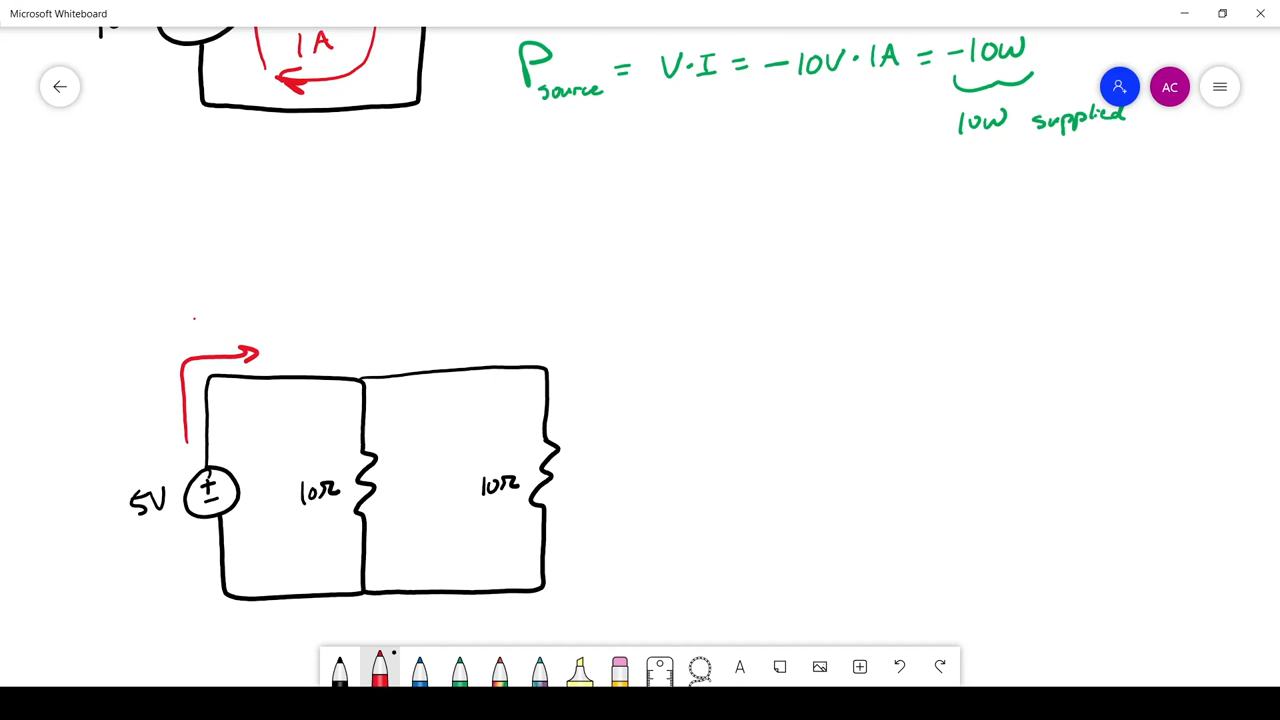 Microsoft Whiteboard
1A
P source = V·I = -10V·1A = -10W
AC
10W supplied
5V
+
-
10Ω
10Ω
A